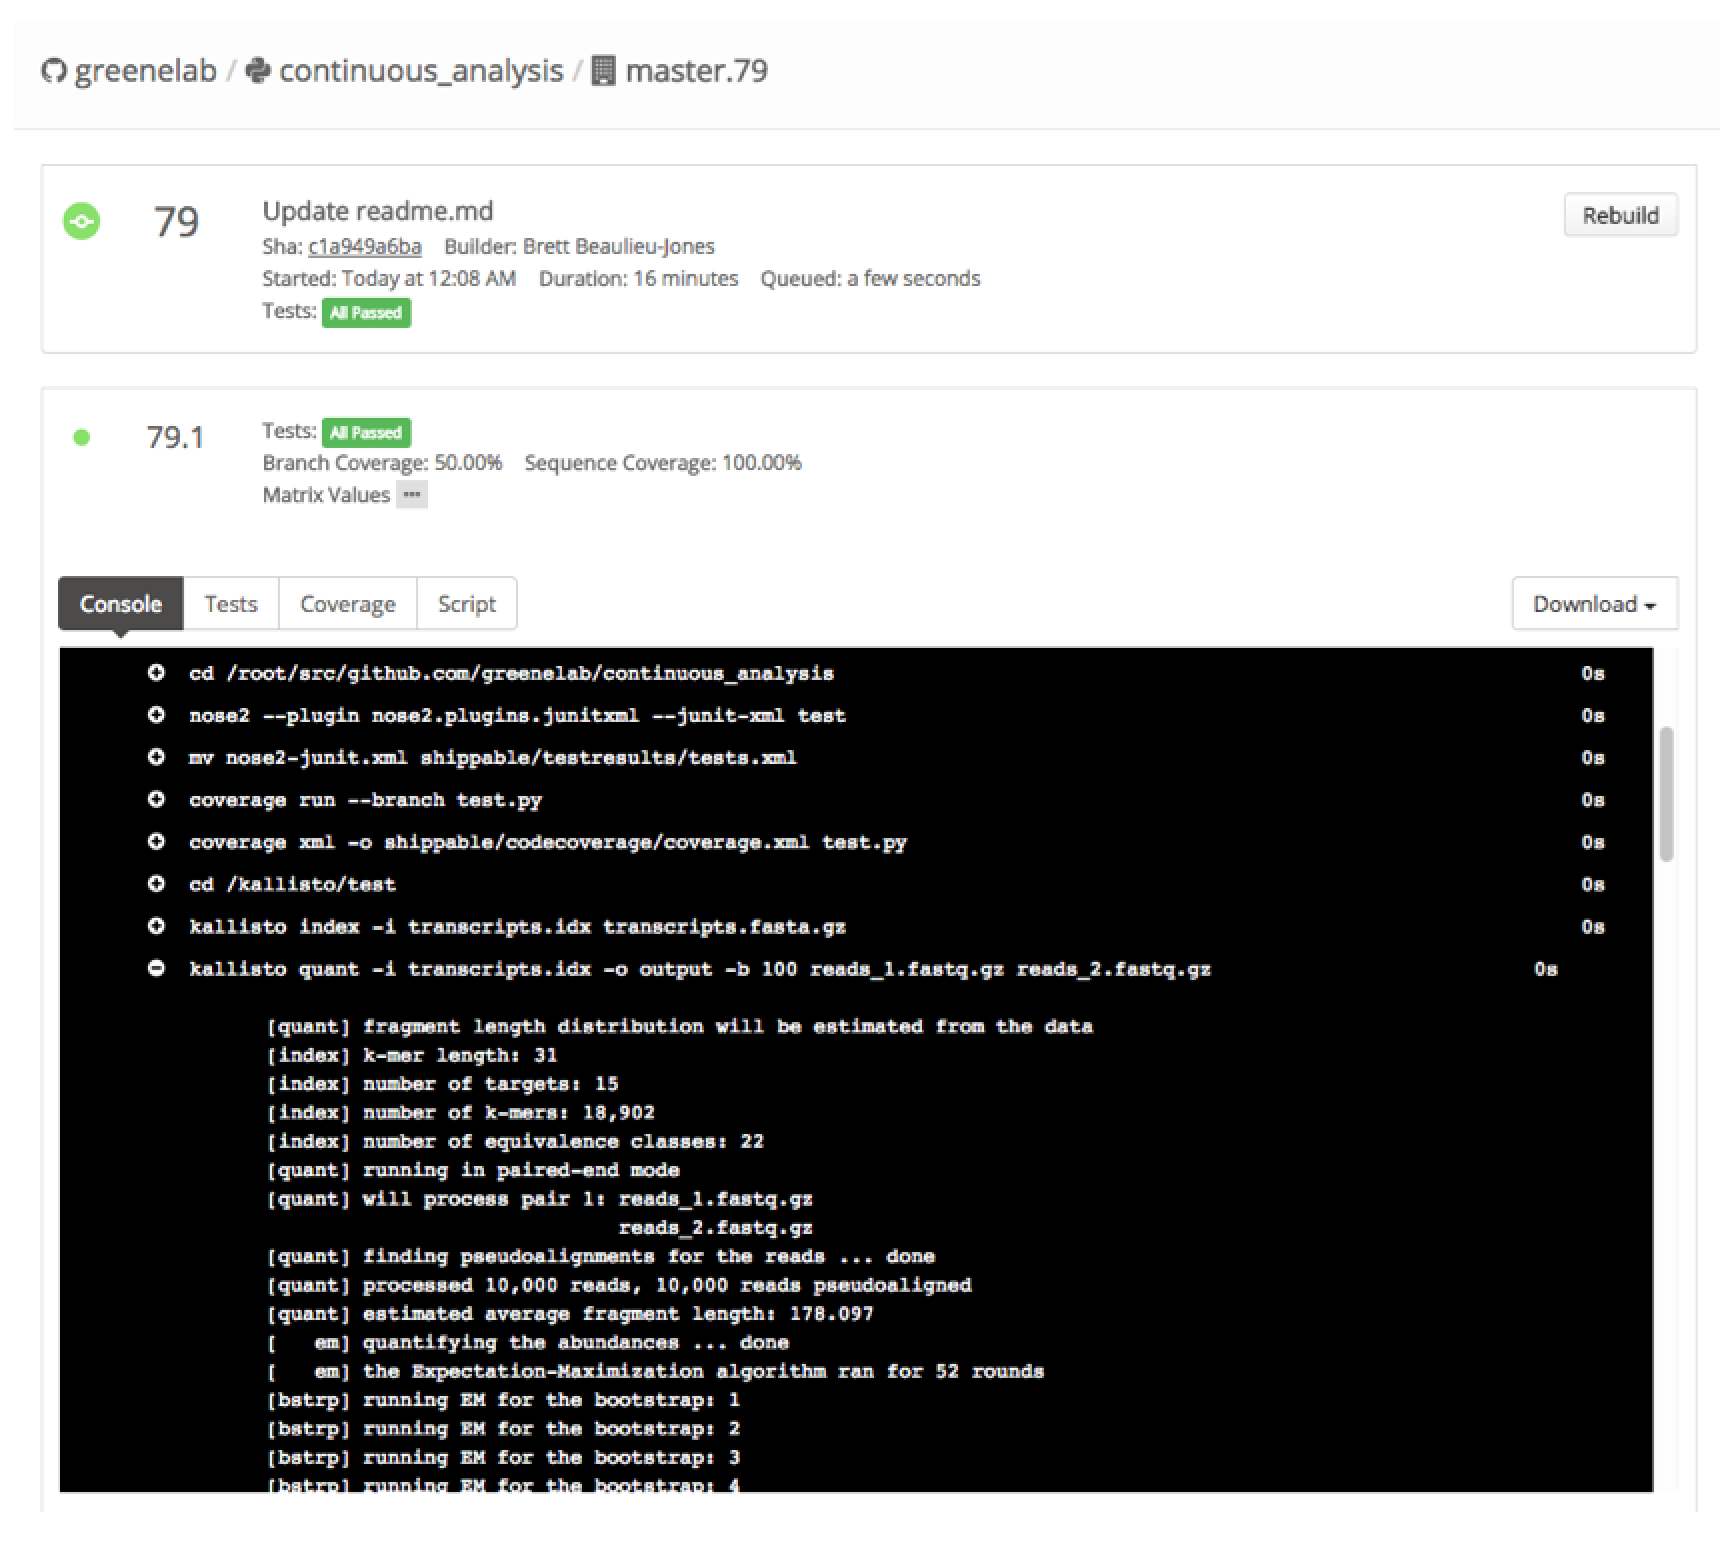 greenelab / continuous_analysis / master.79
79 Update readme.md Rebuild
Sha: c1a949a6ba Builder: Brett Beaulieu-Jones
Started: Today at 12:08 AM Duration: 16 minutes Queued: a few seconds
Tests: All Passed
79.1 Tests: All Passed
Branch Coverage: 50.00% Sequence Coverage: 100.00%
Matrix Values ...
Console Tests Coverage Script Download
cd /root/src/github.com/greenelab/continuous_analysis 0s
nose2 --plugin nose2.plugins.junitxml --junit-xml test 0s
mv nose2-junit.xml shippable/testresults/tests.xml 0s
coverage run --branch test.py 0s
coverage xml -o shippable/codecoverage/coverage.xml test.py 0s
cd /kallisto/test 0s
kallisto index -i transcripts.idx transcripts.fasta.gz 0s
kallisto quant -i transcripts.idx -o output -b 100 reads_1.fastq.gz reads_2.fastq.gz 0s
[quant] fragment length distribution will be estimated from the data
[index] k-mer length: 31
[index] number of targets: 15
[index] number of k-mers: 18,902
[index] number of equivalence classes: 22
[quant] running in paired-end mode
[quant] will process pair 1: reads_1.fastq.gz
reads_2.fastq.gz
[quant] finding pseudoalignments for the reads ... done
[quant] processed 10,000 reads, 10,000 reads pseudoaligned
[quant] estimated average fragment length: 178.097
[   em] quantifying the abundances ... done
[   em] the Expectation-Maximization algorithm ran for 52 rounds
[bstrp] running EM for the bootstrap: 1
[bstrp] running EM for the bootstrap: 2
[bstrp] running EM for the bootstrap: 3
[bstrp] running EM for the bootstrap: 4